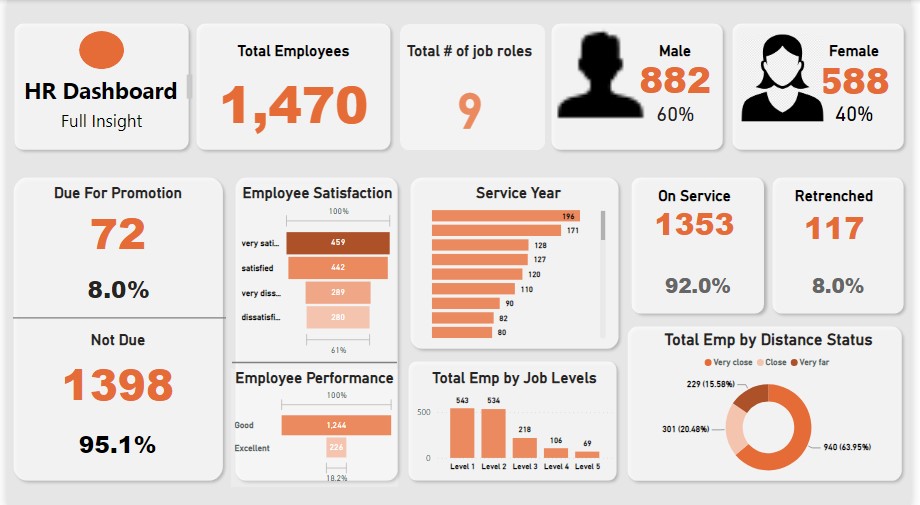 HR Dashboard
Full Insight
Total Employees
1,470
Total # of job roles
9
Male
882
60%
Female
588
40%
Due For Promotion
72
8.0%
Not Due
1398
95.1%
Employee Satisfaction
100%
very sati... 459
satisfied 442
very diss... 289
dissatisfi... 280
61%
Employee Performance
100%
Good 1,244
Excellent 226
18.2%
Service Year
196
171
128
127
120
110
90
82
80
Total Emp by Job Levels
543
534
218
106
69
500
0
Level 1 Level 2 Level 3 Level 4 Level 5
On Service
1353
92.0%
Retrenched
117
8.0%
Total Emp by Distance Status
Very close Close Very far
229 (15.58%)
301 (20.48%)
940 (63.95%)